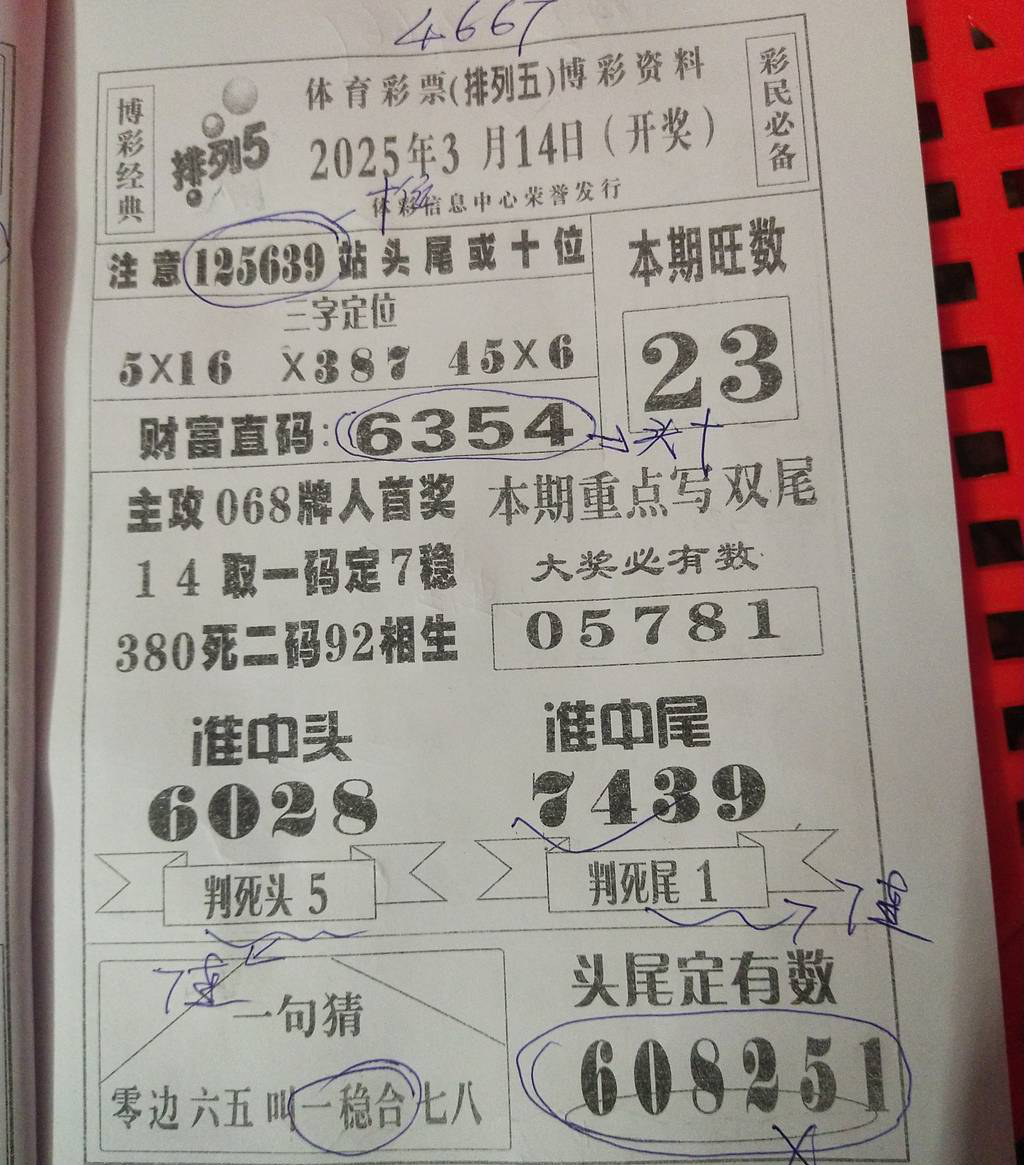 4667
博彩经典
排列5
体育彩票(排列五)博彩资料
2025年3月14日(开奖)
体彩信息中心荣誉发行
彩民必备
十位
注意125639站头尾或十位
三字定位
5X16 X387 45X6
本期旺数
23
财富直码:6354
头十
主攻068牌人首奖
14取一码定7稳
380死二码92相生
本期重点写双尾
大奖必有数
05781
准中头
6028
准中尾
7439
判死头5
判死尾1
一句猜
零边六五叫一稳合七八
头尾定有数
608251